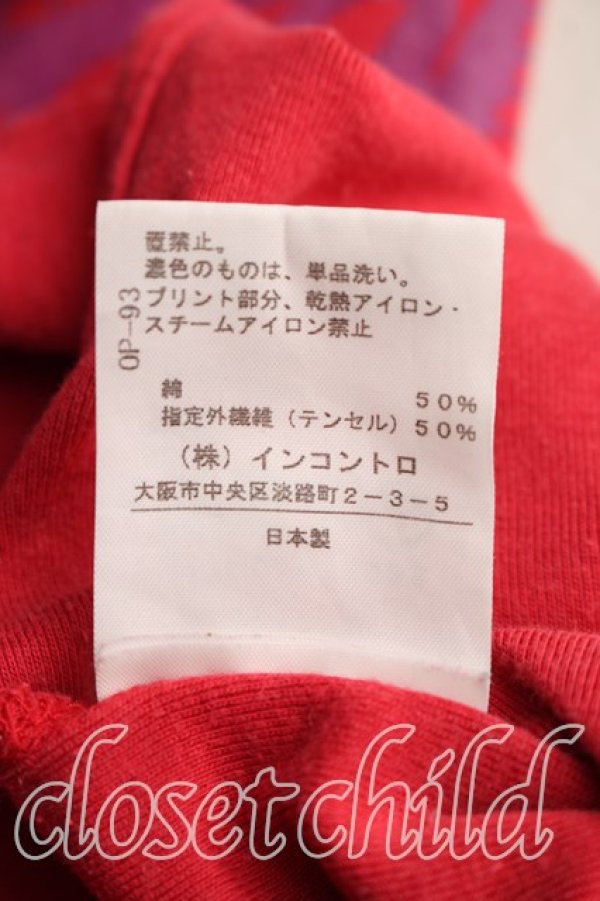 置禁止。
濃色のものは、単品洗い。
プリント部分、乾熱アイロン・
スチームアイロン禁止
OP-93
綿 50%
指定外繊維（テンセル）50%
（株）インコントロ
大阪市中央区淡路町2-3-5
日本製
closet child